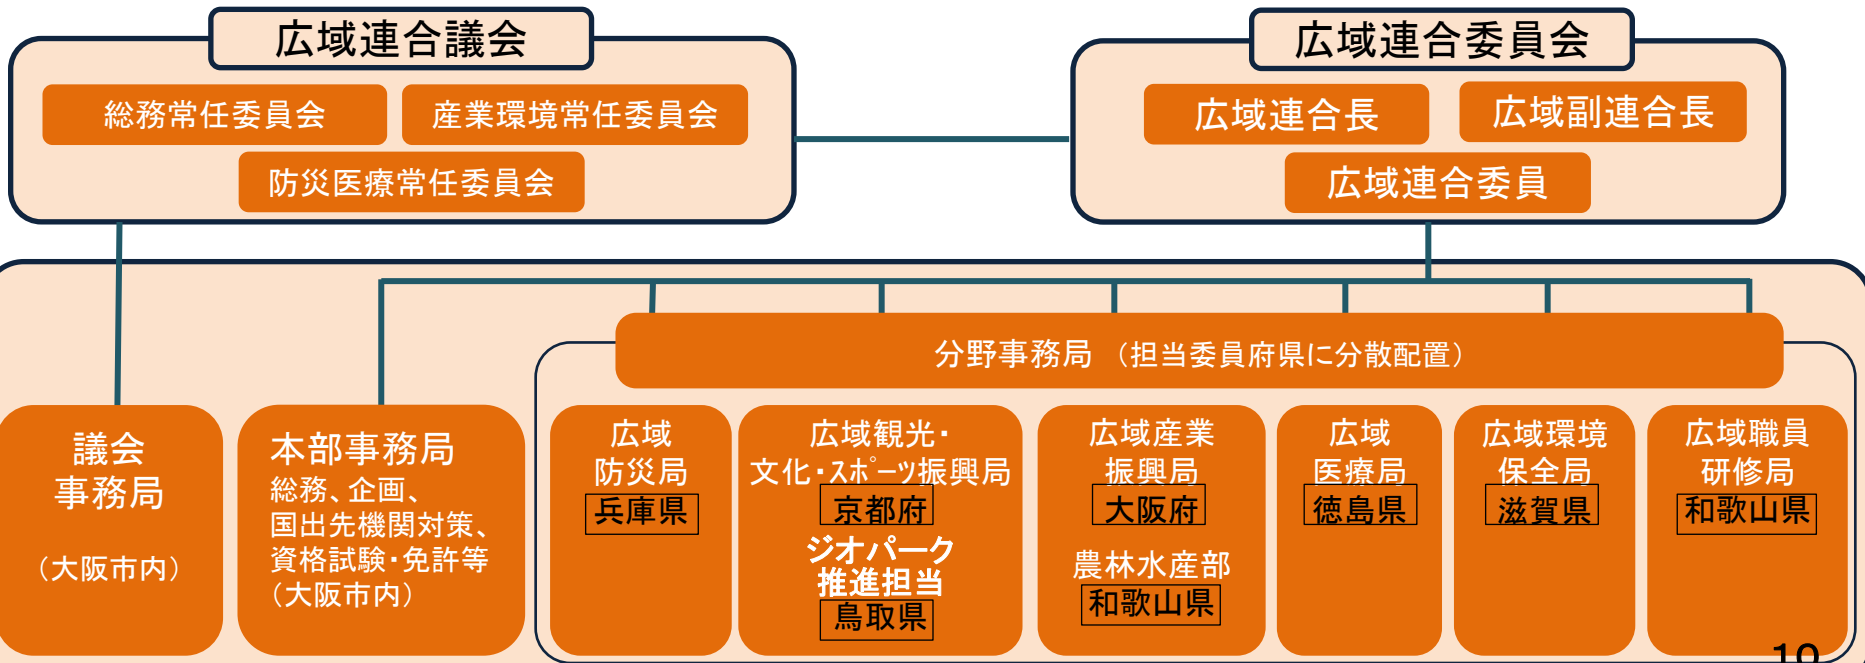 広域連合議会
総務常任委員会
産業環境常任委員会
防災医療常任委員会
広域連合委員会
広域連合長
広域副連合長
広域連合委員
分野事務局 （担当委員府県に分散配置）
議会
事務局
（大阪市内）
本部事務局
総務、企画、
国出先機関対策、
資格試験・免許等
（大阪市内）
広域
防災局
兵庫県
広域観光・
文化・ｽﾎﾟｰﾂ振興局
京都府
ジオパーク
推進担当
鳥取県
広域産業
振興局
大阪府
農林水産部
和歌山県
広域
医療局
徳島県
広域環境
保全局
滋賀県
広域職員
研修局
和歌山県